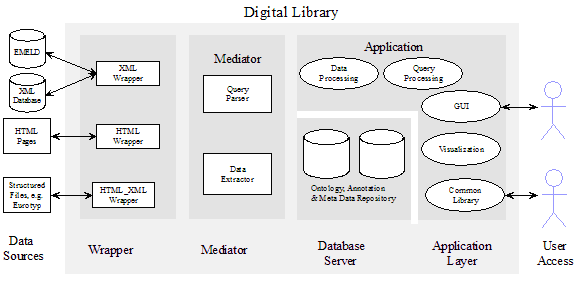 Digital Library
EMELD
XML
Database
HTML
Pages
Structured
Files, e.g.
Eurotyp
XML
Wrapper
HTML
Wrapper
HTML_XML
Wrapper
Mediator
Query
Parser
Data
Extractor
Application
Data
Processing
Query
Processing
GUI
Visualization
Common
Library
Ontology, Annotation
& Meta Data Repository
Data
Sources
Wrapper
Mediator
Database
Server
Application
Layer
User
Access